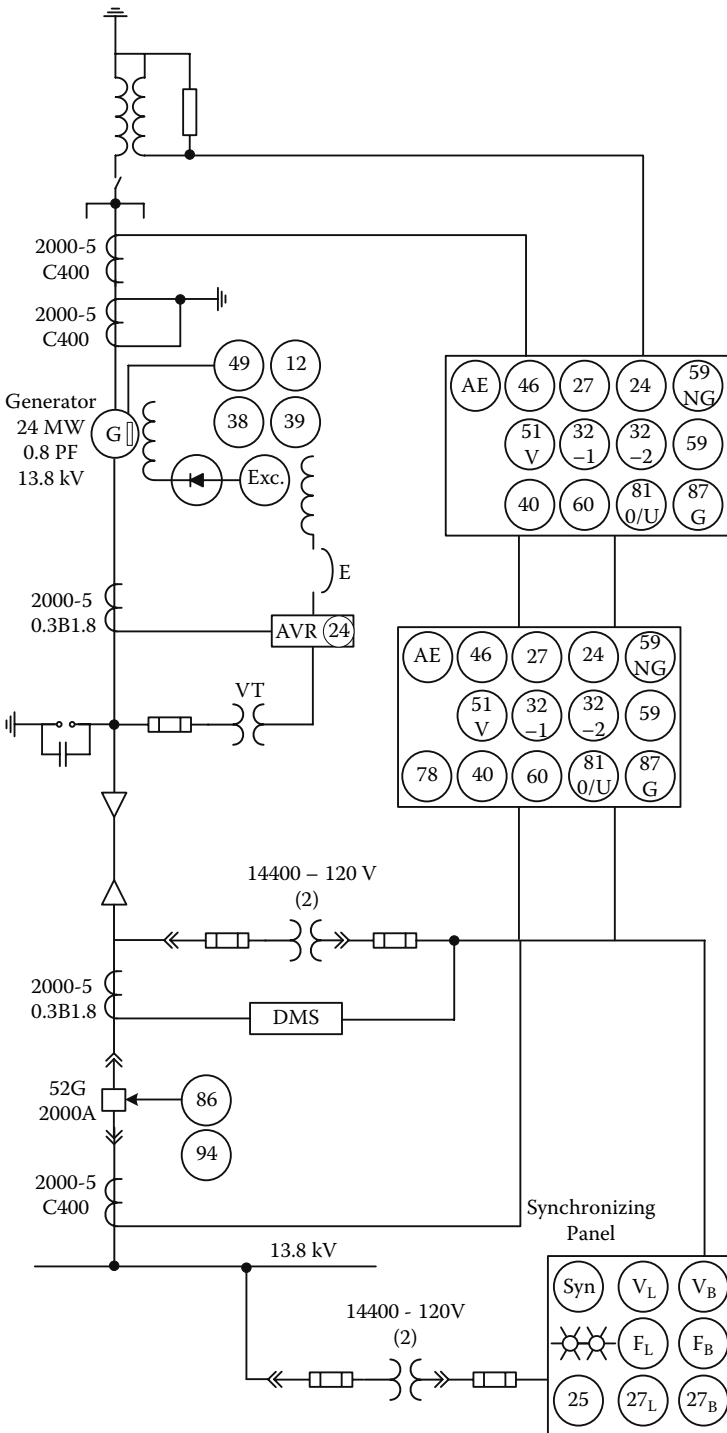 2000-5
C400
2000-5
C400
Generator
24 MW
0.8 PF
13.8 kV
G
49
12
38
39
Exc.
E
AE
46
27
24
59
NG
51
V
32
–1
32
–2
59
40
60
81
0/U
87
G
2000-5
0.3B1.8
AVR
24
VT
AE
46
27
24
59
NG
51
V
32
–1
32
–2
59
78
40
60
81
0/U
87
G
14400 – 120 V
(2)
2000-5
0.3B1.8
DMS
52G
2000A
86
94
2000-5
C400
13.8 kV
Synchronizing
Panel
14400 - 120V
(2)
Syn
VL
VB
FL
FB
25
27L
27B